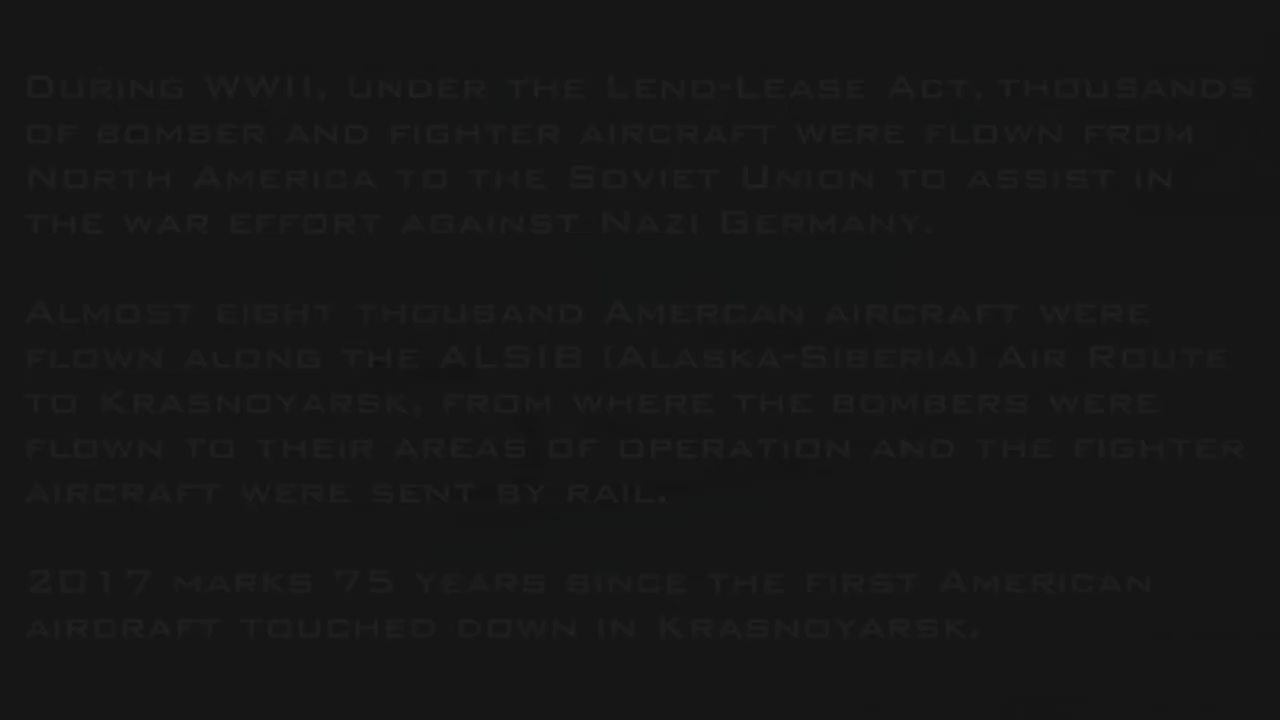 During WWII, under the Lend-Lease Act, thousands
of bomber and fighter aircraft were flown from
North America to the Soviet Union to assist in
the war effort against Nazi Germany.
Almost eight thousand American aircraft were
flown along the ALSIB (Alaska-Siberia) Air Route
to Krasnoyarsk, from where the bombers were
flown to their areas of operation and the fighter
aircraft were sent by rail.
2017 marks 75 years since the first American
aircraft touched down in Krasnoyarsk.